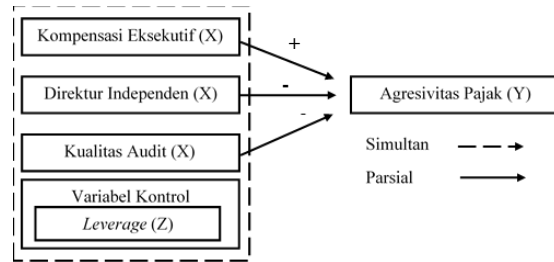 Kompensasi Eksekutif (X)
+
Direktur Independen (X)
-
Agresivitas Pajak (Y)
-
Kualitas Audit (X)
Simultan
Variabel Kontrol
Parsial
Leverage (Z)